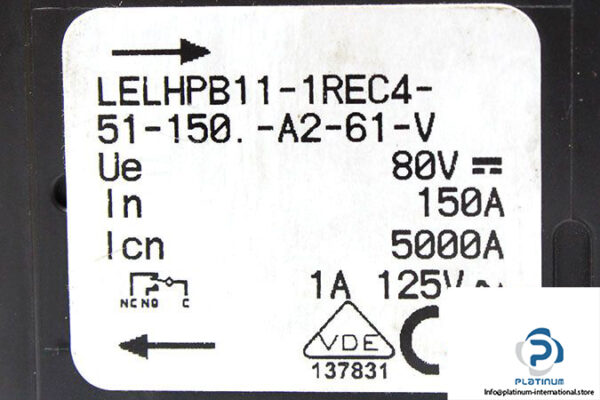 LELHPB11-1REC4-
51-150.-A2-61-V
Ue 80V
In 150A
Icn 5000A
1A 125V~
NC NO C
VDE
137831
PLATINUM
Info@platinum-international.store